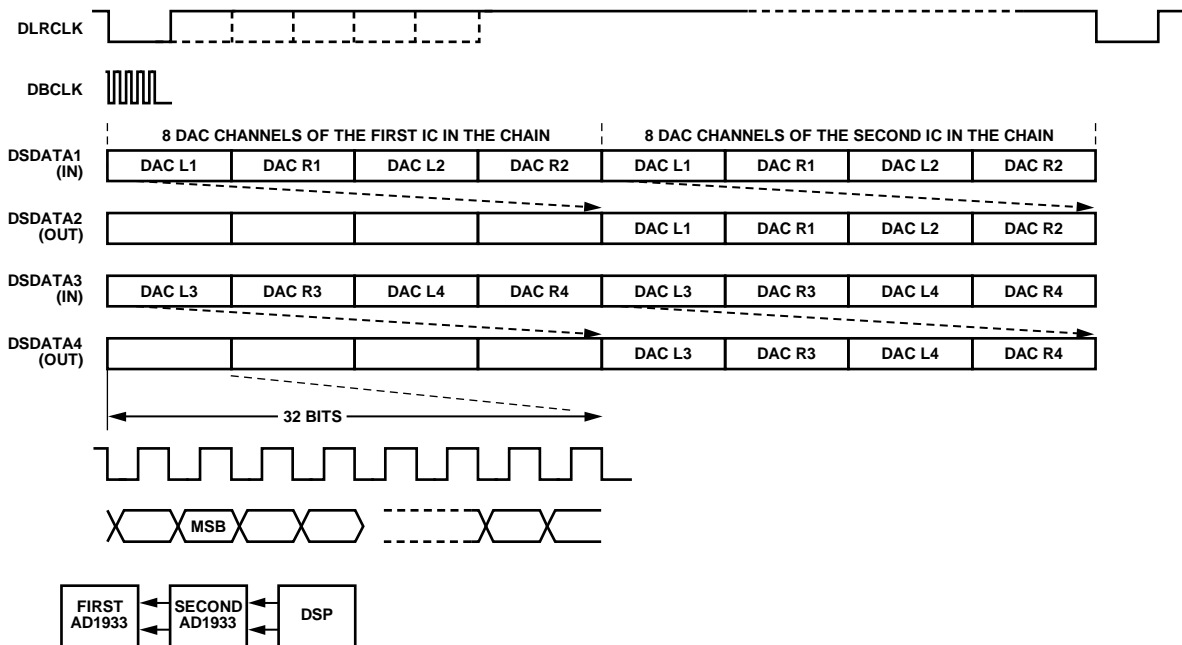 DLRCLK
DBCLK
8 DAC CHANNELS OF THE FIRST IC IN THE CHAIN
8 DAC CHANNELS OF THE SECOND IC IN THE CHAIN
DSDATA1
(IN)
DAC L1 DAC R1 DAC L2 DAC R2 DAC L1 DAC R1 DAC L2 DAC R2
DSDATA2
(OUT)
DAC L1 DAC R1 DAC L2 DAC R2
DSDATA3
(IN)
DAC L3 DAC R3 DAC L4 DAC R4 DAC L3 DAC R3 DAC L4 DAC R4
DSDATA4
(OUT)
DAC L3 DAC R3 DAC L4 DAC R4
32 BITS
MSB
FIRST
AD1933
SECOND
AD1933
DSP